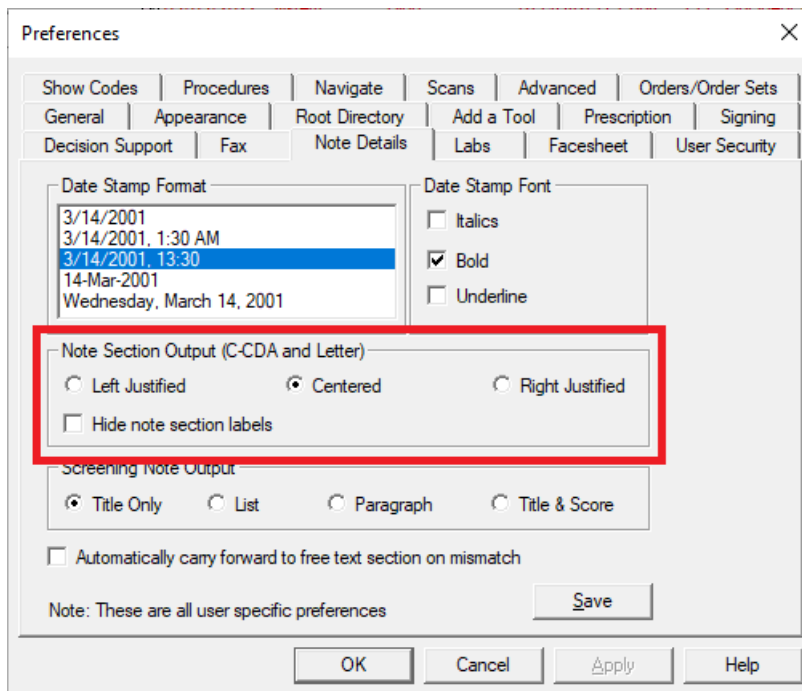 Preferences
Show Codes Procedures Navigate Scans Advanced Orders/Order Sets
General Appearance Root Directory Add a Tool Prescription Signing
Decision Support Fax Note Details Labs Facesheet User Security
Date Stamp Format
3/14/2001
3/14/2001, 1:30 AM
3/14/2001, 13:30
14-Mar-2001
Wednesday, March 14, 2001
Date Stamp Font
Italics
Bold
Underline
Note Section Output (C-CDA and Letter)
Left Justified Centered Right Justified
Hide note section labels
Screening Note Output
Title Only List Paragraph Title & Score
Automatically carry forward to free text section on mismatch
Note: These are all user specific preferences
Save
OK Cancel Apply Help